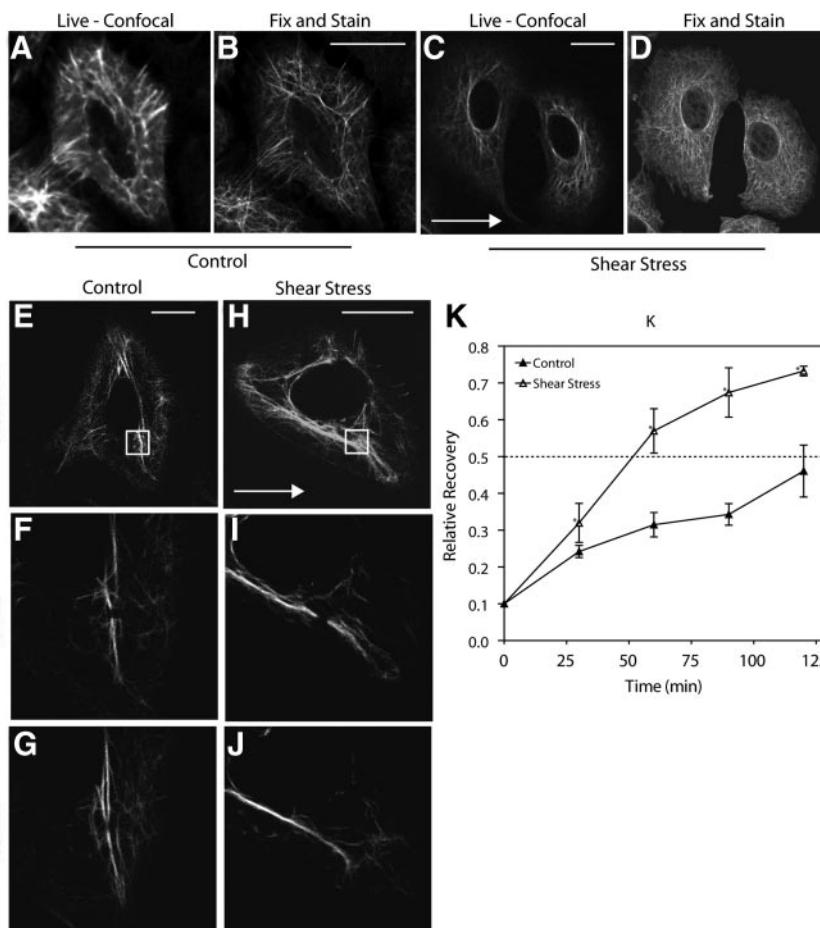 Live - Confocal Fix and Stain Live - Confocal Fix and Stain
A B C D
Control Shear Stress
Control Shear Stress
E H
F I
G J
K
K
Control
Shear Stress
Relative Recovery
0.8
0.7
0.6
0.5
0.4
0.3
0.2
0.1
0.0
0 25 50 75 100 125
Time (min)